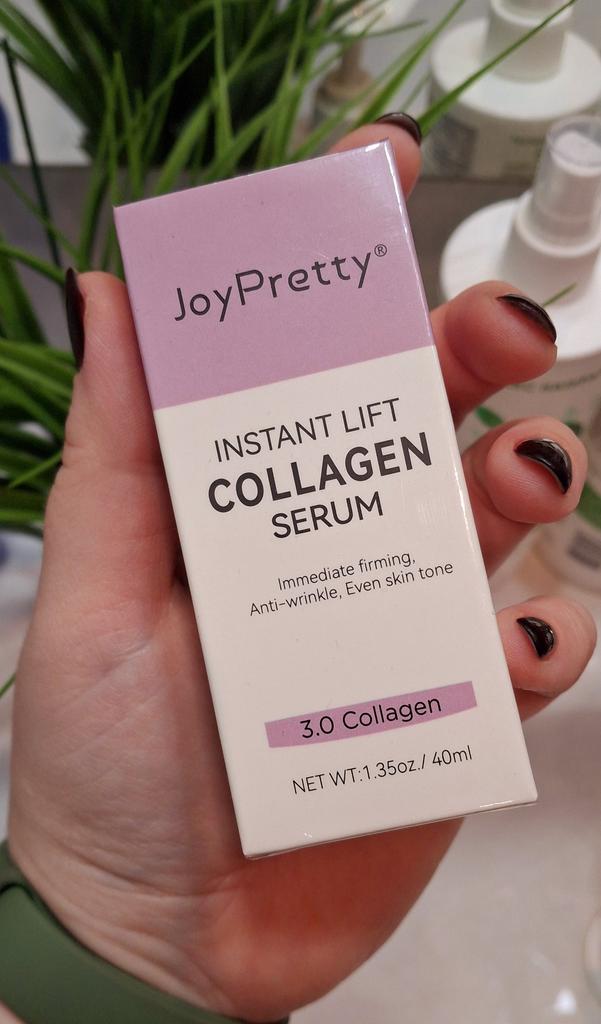 JoyPretty®
INSTANT LIFT
COLLAGEN
SERUM
Immediate firming,
Anti-wrinkle, Even skin tone
3.0 Collagen
NET WT:1.35oz./ 40ml